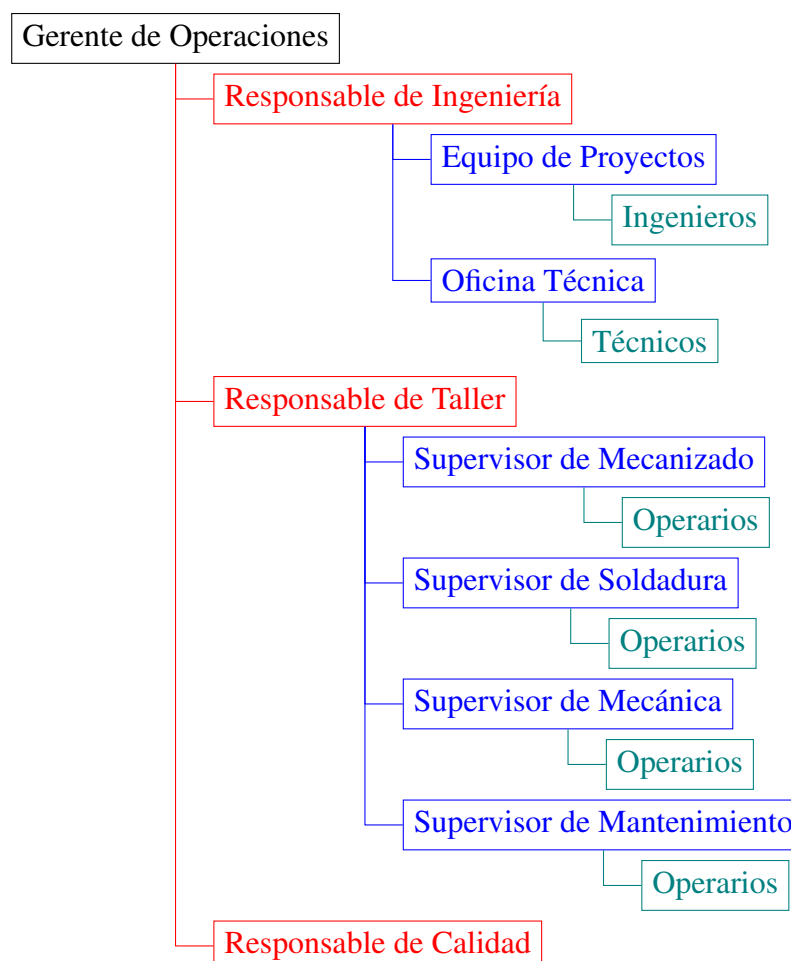 Gerente de Operaciones
Responsable de Ingeniería
Equipo de Proyectos
Ingenieros
Oficina Técnica
Técnicos
Responsable de Taller
Supervisor de Mecanizado
Operarios
Supervisor de Soldadura
Operarios
Supervisor de Mecánica
Operarios
Supervisor de Mantenimiento
Operarios
Responsable de Calidad